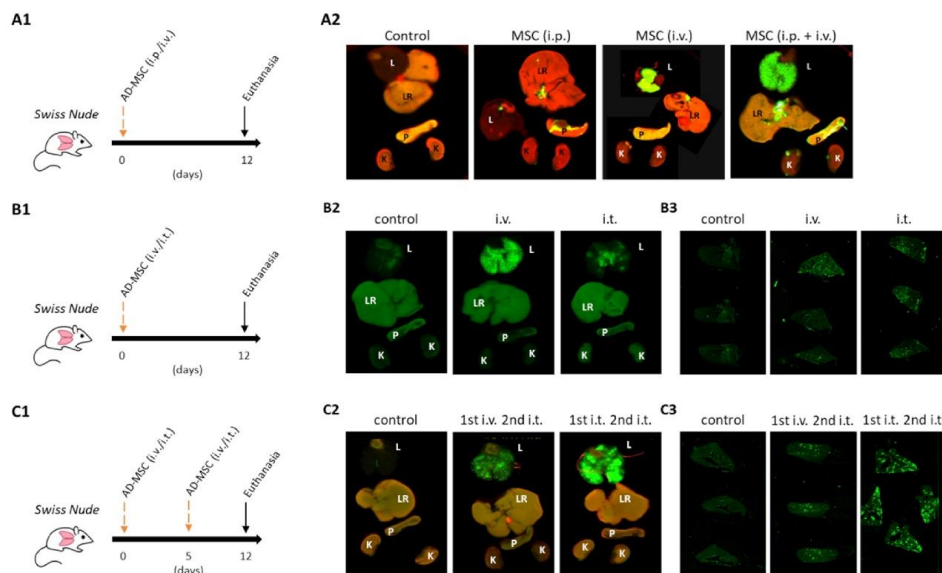 A1
AD-MSC (i.p./i.v.)
Euthanasia
Swiss Nude
0
12
(days)
A2
Control
MSC (i.p.)
MSC (i.v.)
MSC (i.p. + i.v.)
L
LR
P
K
K
LR
L
P
K
K
L
LR
P
K
K
L
LR
P
K
K
B1
AD-MSC (i.v./i.t.)
Euthanasia
Swiss Nude
0
12
(days)
B2
control
i.v.
i.t.
L
LR
P
K
K
L
LR
P
K
K
L
LR
P
K
K
B3
control
i.v.
i.t.
C1
AD-MSC (i.v./i.t.)
AD-MSC (i.v./i.t.)
Euthanasia
Swiss Nude
0
5
12
(days)
C2
control
1st i.v. 2nd i.t.
1st i.t. 2nd i.t.
L
LR
P
K
K
L
LR
P
K
K
L
LR
P
K
K
C3
control
1st i.v. 2nd i.t.
1st i.t. 2nd i.t.